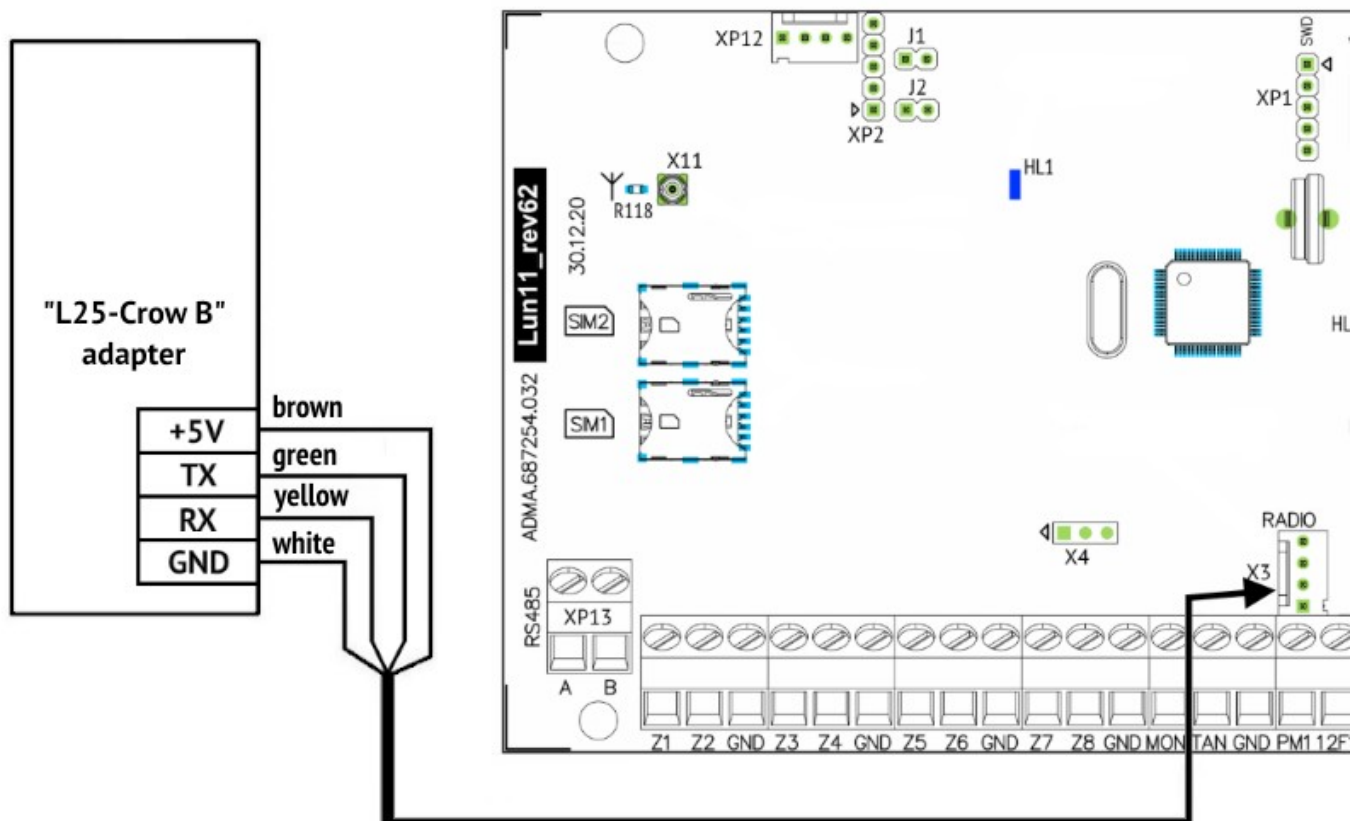 "L25-Crow B"
adapter
+5V
TX
RX
GND
brown
green
yellow
white
XP12
J1
J2
XP2
SWD
XP1
X11
R118
HL1
Lun11_rev62
30.12.20
SIM2
SIM1
ADMA.687254.032
HL
RADIO
X3
X4
RS485
XP13
A B
Z1 Z2 GND Z3 Z4 GND Z5 Z6 GND Z7 Z8 GND MON TAN GND PM1 12F